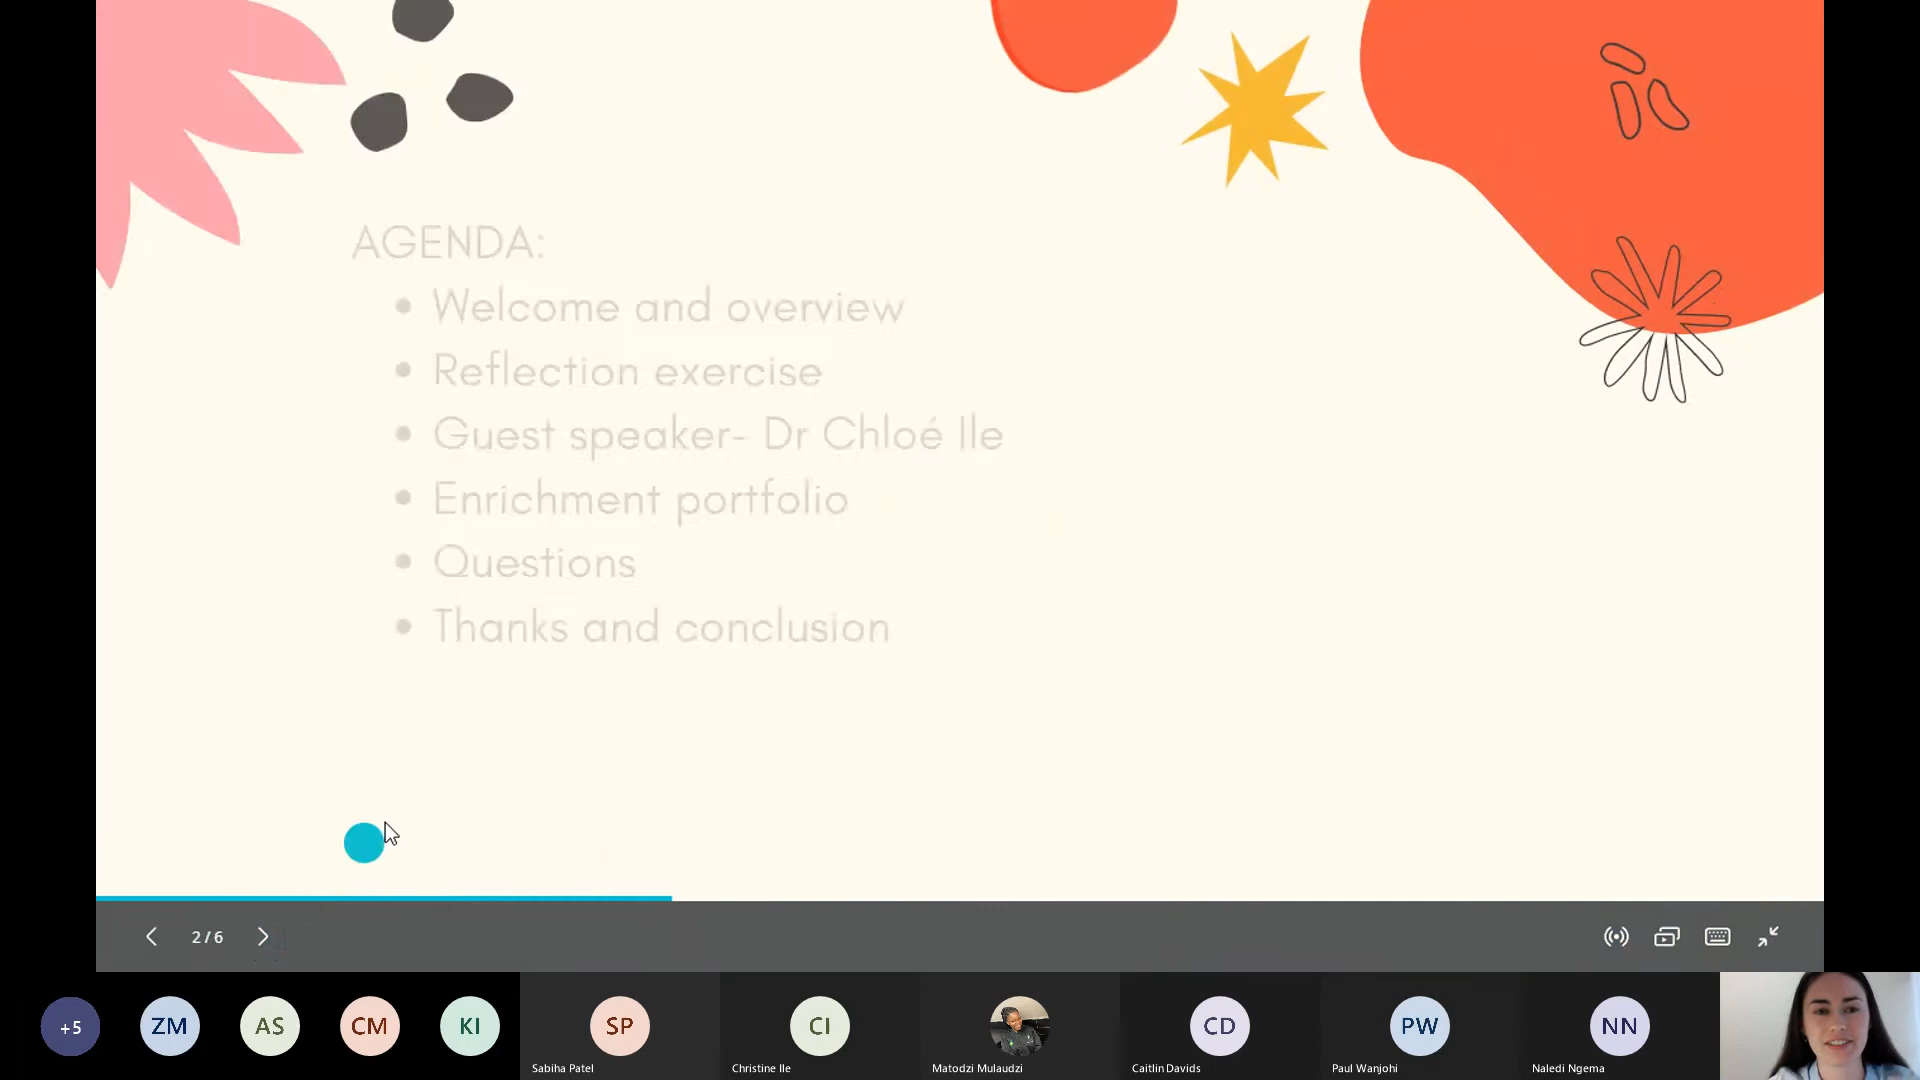 AGENDA:
• Welcome and overview
• Reflection exercise
• Guest speaker- Dr Chloé Ile
• Enrichment portfolio
• Questions
• Thanks and conclusion
2/6
+5
ZM
AS
CM
KI
SP
CI
CD
PW
NN
Sabiha Patel
Christine Ile
Matodzi Mulaudzi
Caitlin Davids
Paul Wanjohi
Naledi Ngema